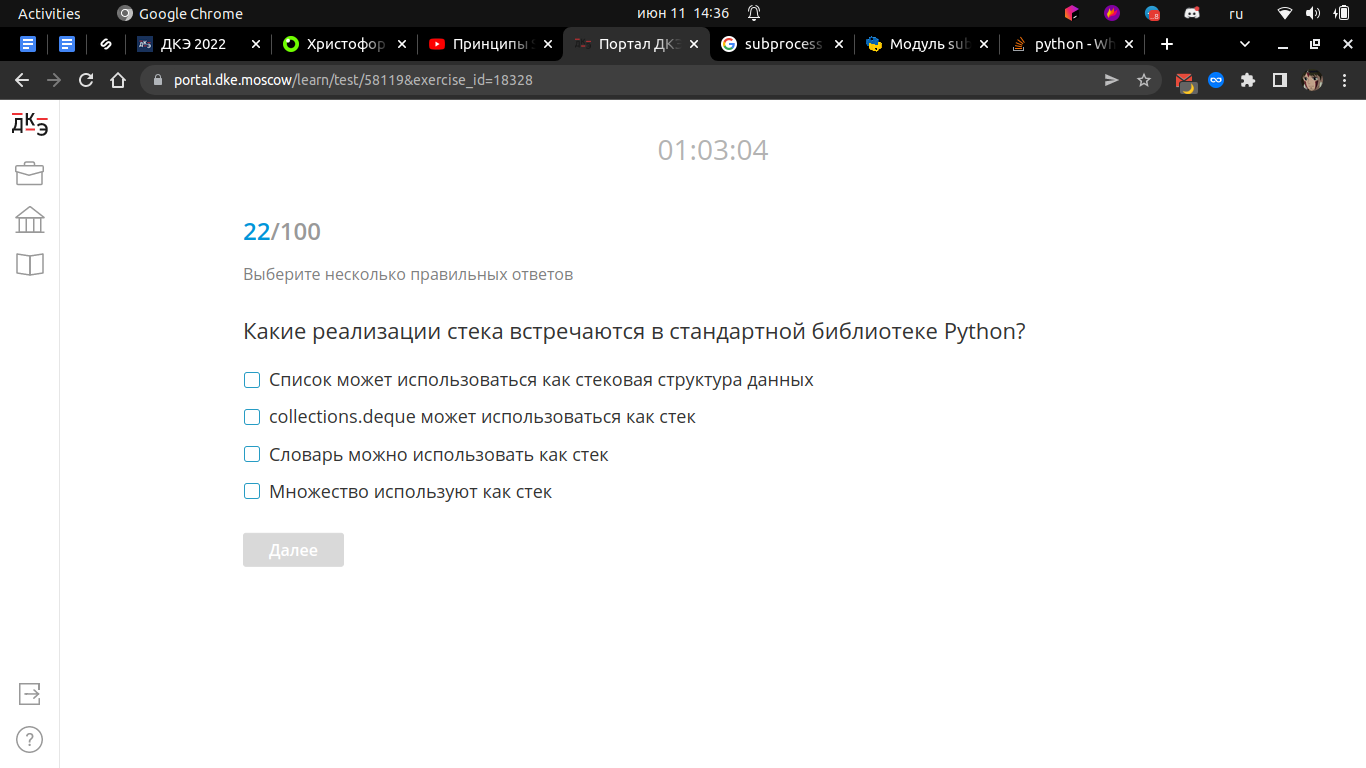 Activities
Google Chrome
июн 11 14:36
ru
ДКЭ 2022
Христофор
Принципы
Портал ДКЭ
subprocess
Модуль sub
python - Wh
portal.dke.moscow/learn/test/58119&exercise_id=18328
ДКЭ
01:03:04
22/100
Выберите несколько правильных ответов
Какие реализации стека встречаются в стандартной библиотеке Python?
Список может использоваться как стековая структура данных
collections.deque может использоваться как стек
Словарь можно использовать как стек
Множество используют как стек
Далее